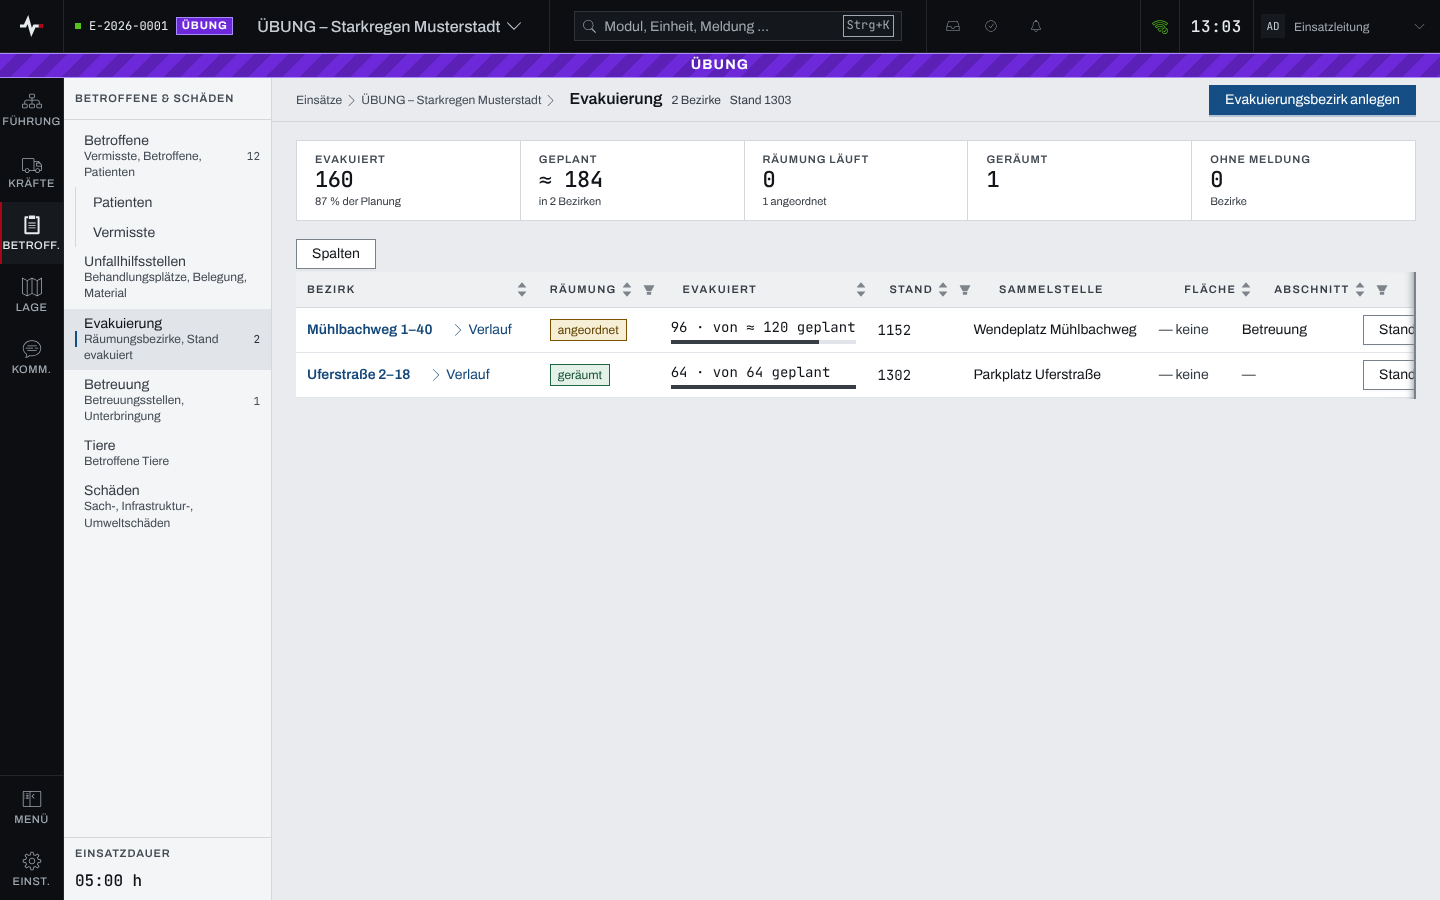 E-2026-0001 ÜBUNG ÜBUNG – Starkregen Musterstadt Modul, Einheit, Meldung ... Strg+K 13:03 AD Einsatzleitung
ÜBUNG
FÜHRUNG
KRÄFTE
BETROFF.
LAGE
KOMM.
MENÜ
EINST.
BETROFFENE & SCHÄDEN
Betroffene
Vermisste, Betroffene, 12
Patienten
Patienten
Vermisste
Unfallhilfsstellen
Behandlungsplätze, Belegung,
Material
Evakuierung
Räumungsbezirke, Stand 2
evakuiert
Betreuung
Betreuungsstellen, 1
Unterbringung
Tiere
Betroffene Tiere
Schäden
Sach-, Infrastruktur-,
Umweltschäden
EINSATZDAUER
05:00 h
Einsätze ÜBUNG – Starkregen Musterstadt Evakuierung 2 Bezirke Stand 1303 Evakuierungsbezirk anlegen
EVAKUIERT
160
87 % der Planung
GEPLANT
≈ 184
in 2 Bezirken
RÄUMUNG LÄUFT
0
1 angeordnet
GERÄUMT
1
OHNE MELDUNG
0
Bezirke
Spalten
BEZIRK RÄUMUNG EVAKUIERT STAND SAMMELSTELLE FLÄCHE ABSCHNITT
Mühlbachweg 1–40 Verlauf angeordnet 96 · von ≈ 120 geplant 1152 Wendeplatz Mühlbachweg — keine Betreuung Stand
Uferstraße 2–18 Verlauf geräumt 64 · von 64 geplant 1302 Parkplatz Uferstraße — keine — Stand